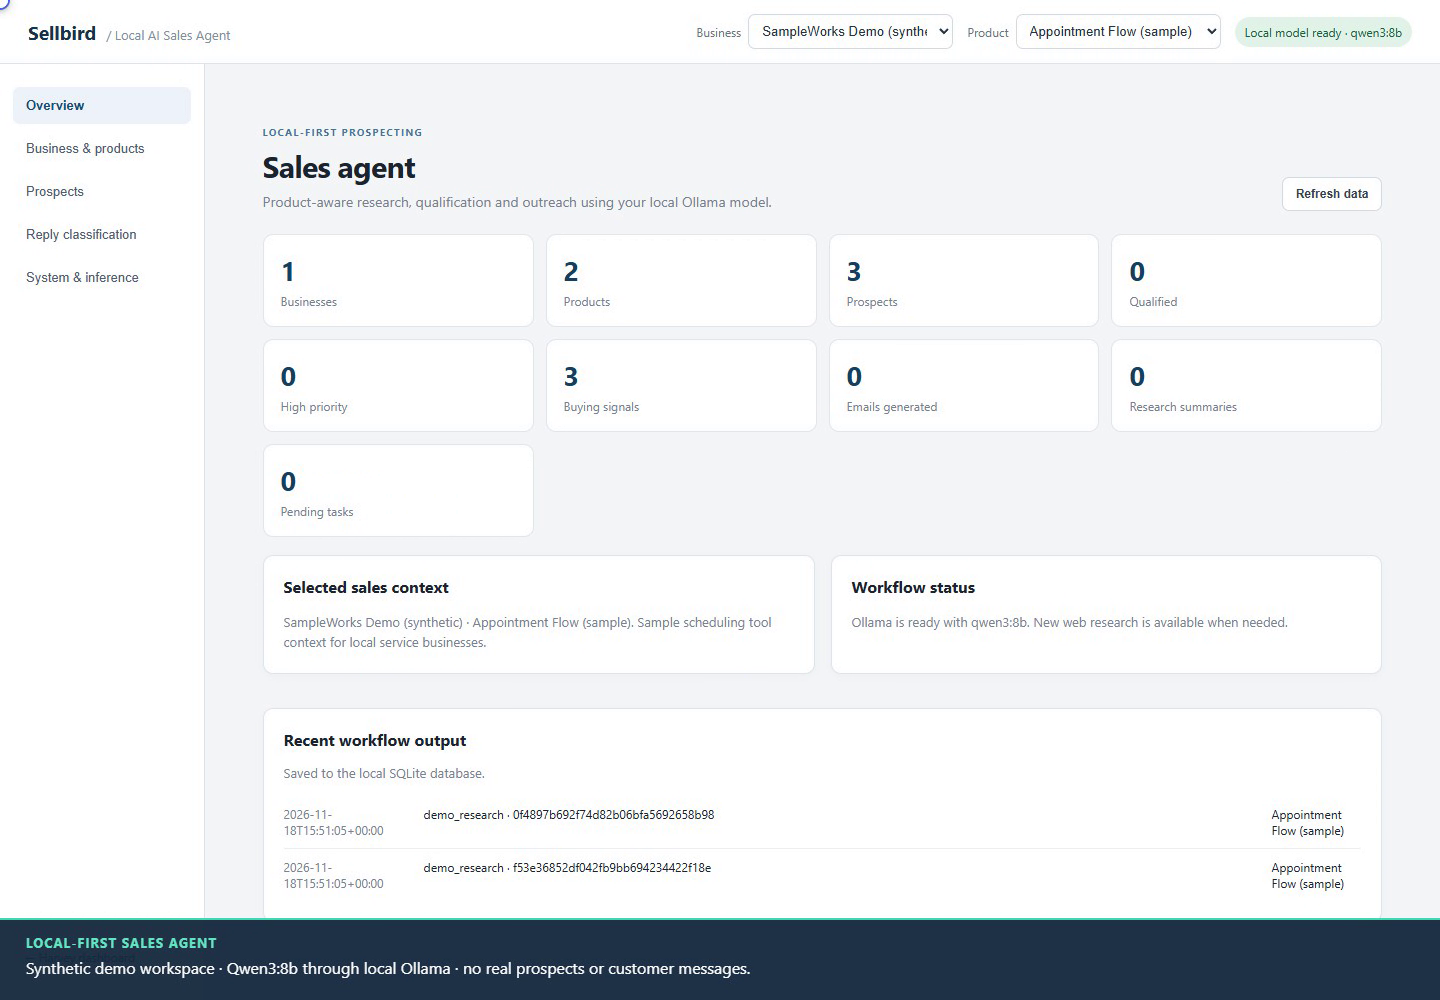 Sellbird / Local AI Sales Agent
Business SampleWorks Demo (synthe Product Appointment Flow (sample) Local model ready · qwen3:8b
Overview
Business & products
Prospects
Reply classification
System & inference
LOCAL-FIRST PROSPECTING
Sales agent
Product-aware research, qualification and outreach using your local Ollama model.
Refresh data
1
Businesses
2
Products
3
Prospects
0
Qualified
0
High priority
3
Buying signals
0
Emails generated
0
Research summaries
0
Pending tasks
Selected sales context
SampleWorks Demo (synthetic) · Appointment Flow (sample). Sample scheduling tool
context for local service businesses.
Workflow status
Ollama is ready with qwen3:8b. New web research is available when needed.
Recent workflow output
Saved to the local SQLite database.
2026-11-
18T15:51:05+00:00
demo_research · 0f4897b692f74d82b06bfa5692658b98
Appointment
Flow (sample)
2026-11-
18T15:51:05+00:00
demo_research · f53e36852df042fb9bb694234422f18e
Appointment
Flow (sample)
LOCAL-FIRST SALES AGENT
Synthetic demo workspace · Qwen3:8b through local Ollama · no real prospects or customer messages.